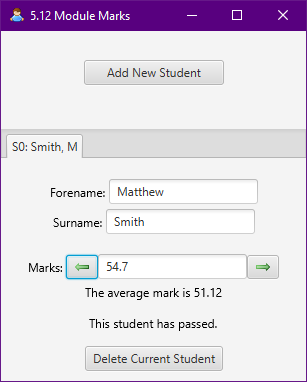 5.12 Module Marks
Add New Student
S0: Smith, M
Forename: Matthew
Surname: Smith
Marks: 54.7
The average mark is 51.12
This student has passed.
Delete Current Student